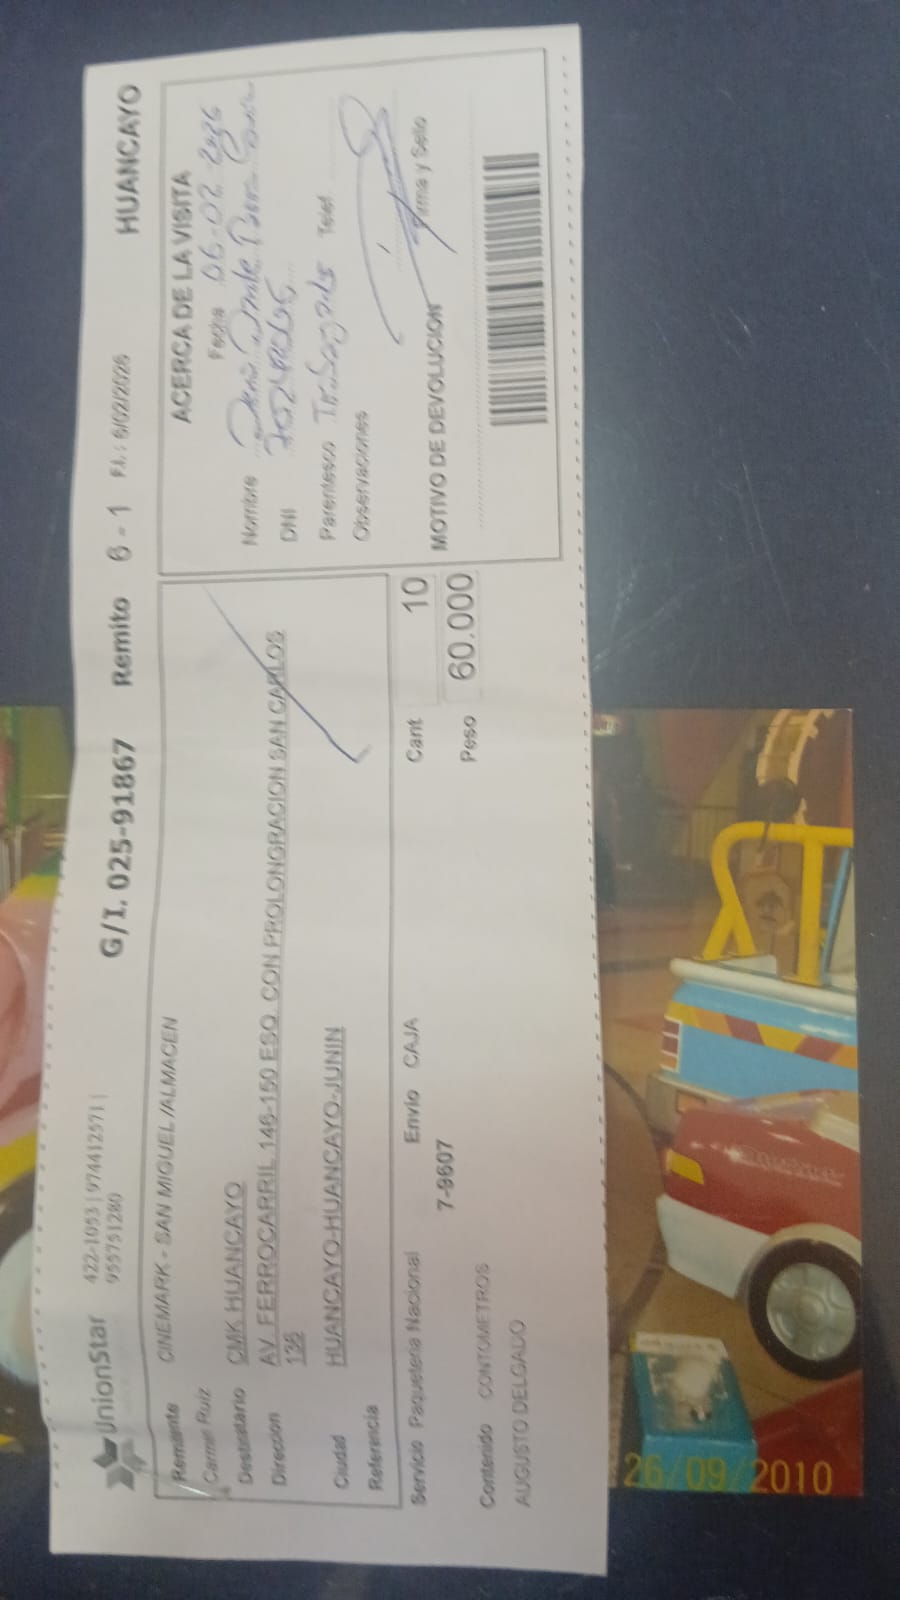 UnionStar
422-1053 | 974412571 |
955751280
G/I. 025-91867 Remito 6 - 1 F.I.: 6/02/2026 HUANCAYO
Remitente CINEMARK - SAN MIGUEL /ALMACEN
Carmen Ruiz
Destinatario CMK HUANCAYO
Dirección AV. FERROCARRIL 146-150 ESQ. CON PROLONGRACION SAN CARLOS
136
Ciudad HUANCAYO-HUANCAYO-JUNIN
Referencia
Servicio Paqueteria Nacional Envío CAJA Cant 10
7-9607
Peso 60.000
Contenido CONTOMETROS
AUGUSTO DELGADO
ACERCA DE LA VISITA
Fecha 06-02-2026
Nombre
DNI
Parentesco Telef.
Observaciones
Firma y Sello
MOTIVO DE DEVOLUCION
26/09/2010